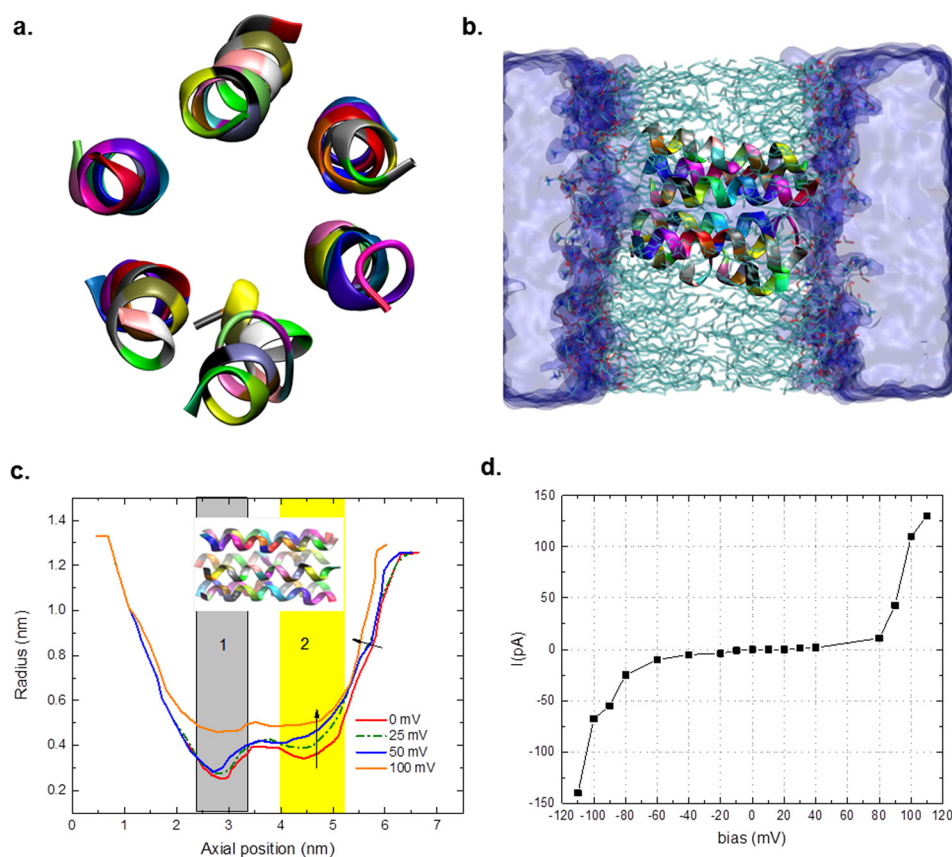 a.
b.
c.
d.
1.4
1.2
1.0
0.8
0.6
0.4
0.2
Radius (nm)
1
2
0 mV
25 mV
50 mV
100 mV
0 1 2 3 4 5 6 7
Axial position (nm)
150
100
50
0
-50
-100
-150
I(pA)
-120 -100 -80 -60 -40 -20 0 20 40 60 80 100 120
bias (mV)